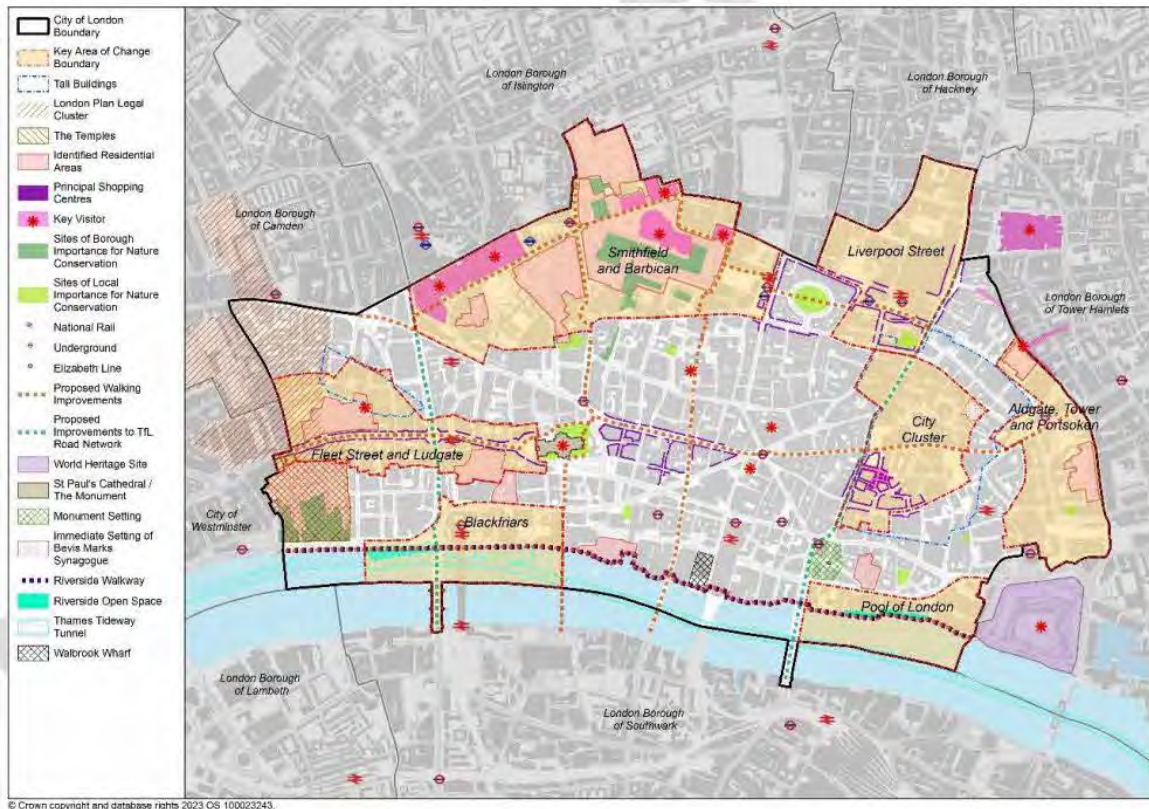 City of London
Boundary
Key Area of Change
Boundary
Tall Buildings
London Plan Legal
Cluster
The Temples
Identified Residential
Areas
Principal Shopping
Centres
Key Visitor
Sites of Borough
Importance for Nature
Conservation
Sites of Local
Importance for Nature
Conservation
National Rail
Underground
Elizabeth Line
Proposed Walking
Improvements
Proposed
Improvements to TfL
Road Network
World Heritage Site
St Paul's Cathedral /
The Monument
Monument Setting
Immediate Setting of
Bevis Marks
Synagogue
Riverside Walkway
Riverside Open Space
Thames Tideway
Tunnel
Walbrook Wharf
London Borough
of Islington
London Borough
of Hackney
London Borough
of Camden
Smithfield
and Barbican
Liverpool Street
London Borough
of Tower Hamlets
City
Cluster
Aldgate, Tower
and Portsoken
Fleet Street and Ludgate
City of
Westminster
Blackfriars
Pool of London
London Borough
of Lambeth
London Borough
of Southwark
© Crown copyright and database rights 2023 OS 100023243.